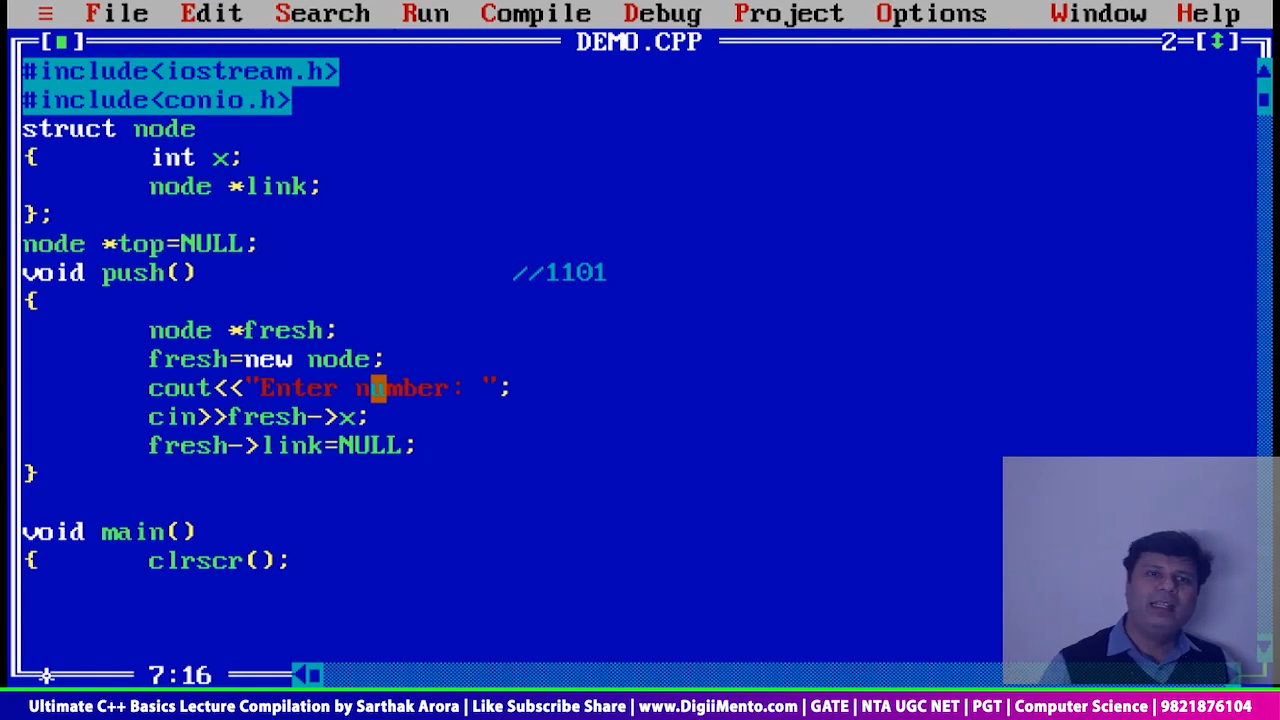 ≡ File Edit Search Run Compile Debug Project Options Window Help
DEMO.CPP 2
#include<iostream.h>
#include<conio.h>
struct node
{ int x;
node *link;
};
node *top=NULL;
void push() //1101
{
node *fresh;
fresh=new node;
cout<<"Enter number: ";
cin>>fresh->x;
fresh->link=NULL;
}
void main()
{ clrscr();
7:16
Ultimate C++ Basics Lecture Compilation by Sarthak Arora | Like Subscribe Share | www.DigiiMento.com | GATE | NTA UGC NET | PGT | Computer Science | 9821876104